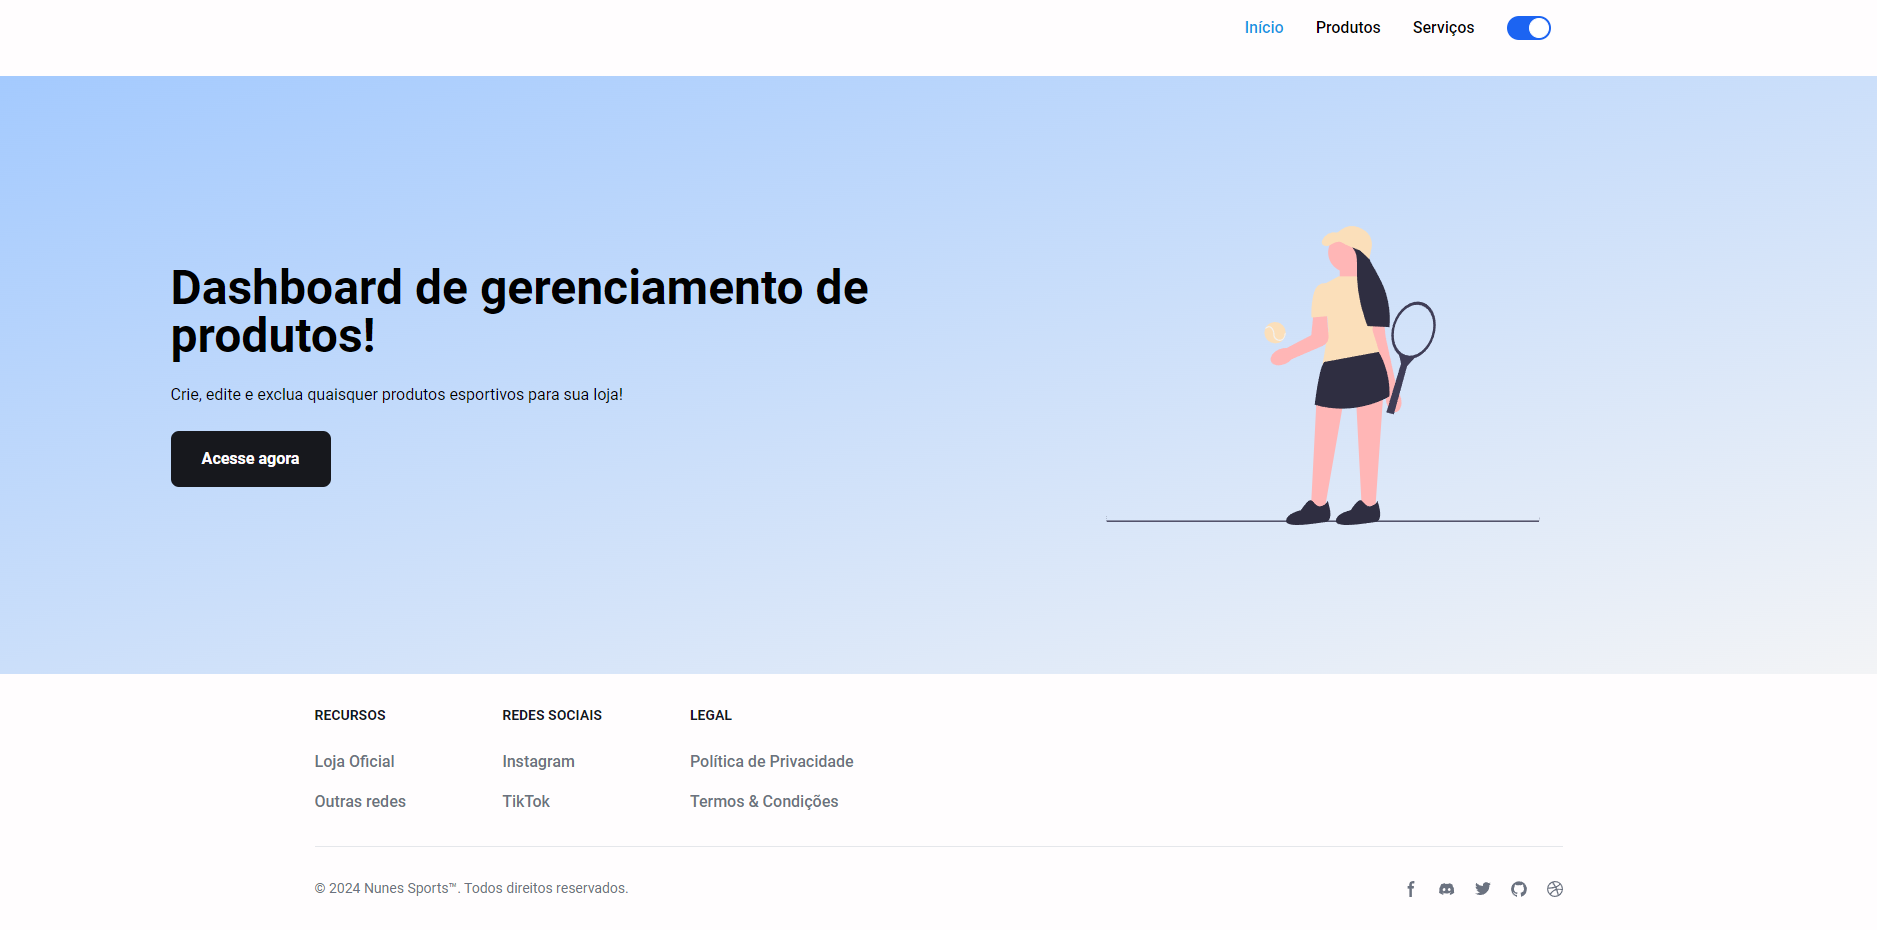 Início Produtos Serviços
Dashboard de gerenciamento de
produtos!
Crie, edite e exclua quaisquer produtos esportivos para sua loja!
Acesse agora
RECURSOS REDES SOCIAIS LEGAL
Loja Oficial Instagram Política de Privacidade
Outras redes TikTok Termos & Condições
© 2024 Nunes Sports™. Todos direitos reservados.